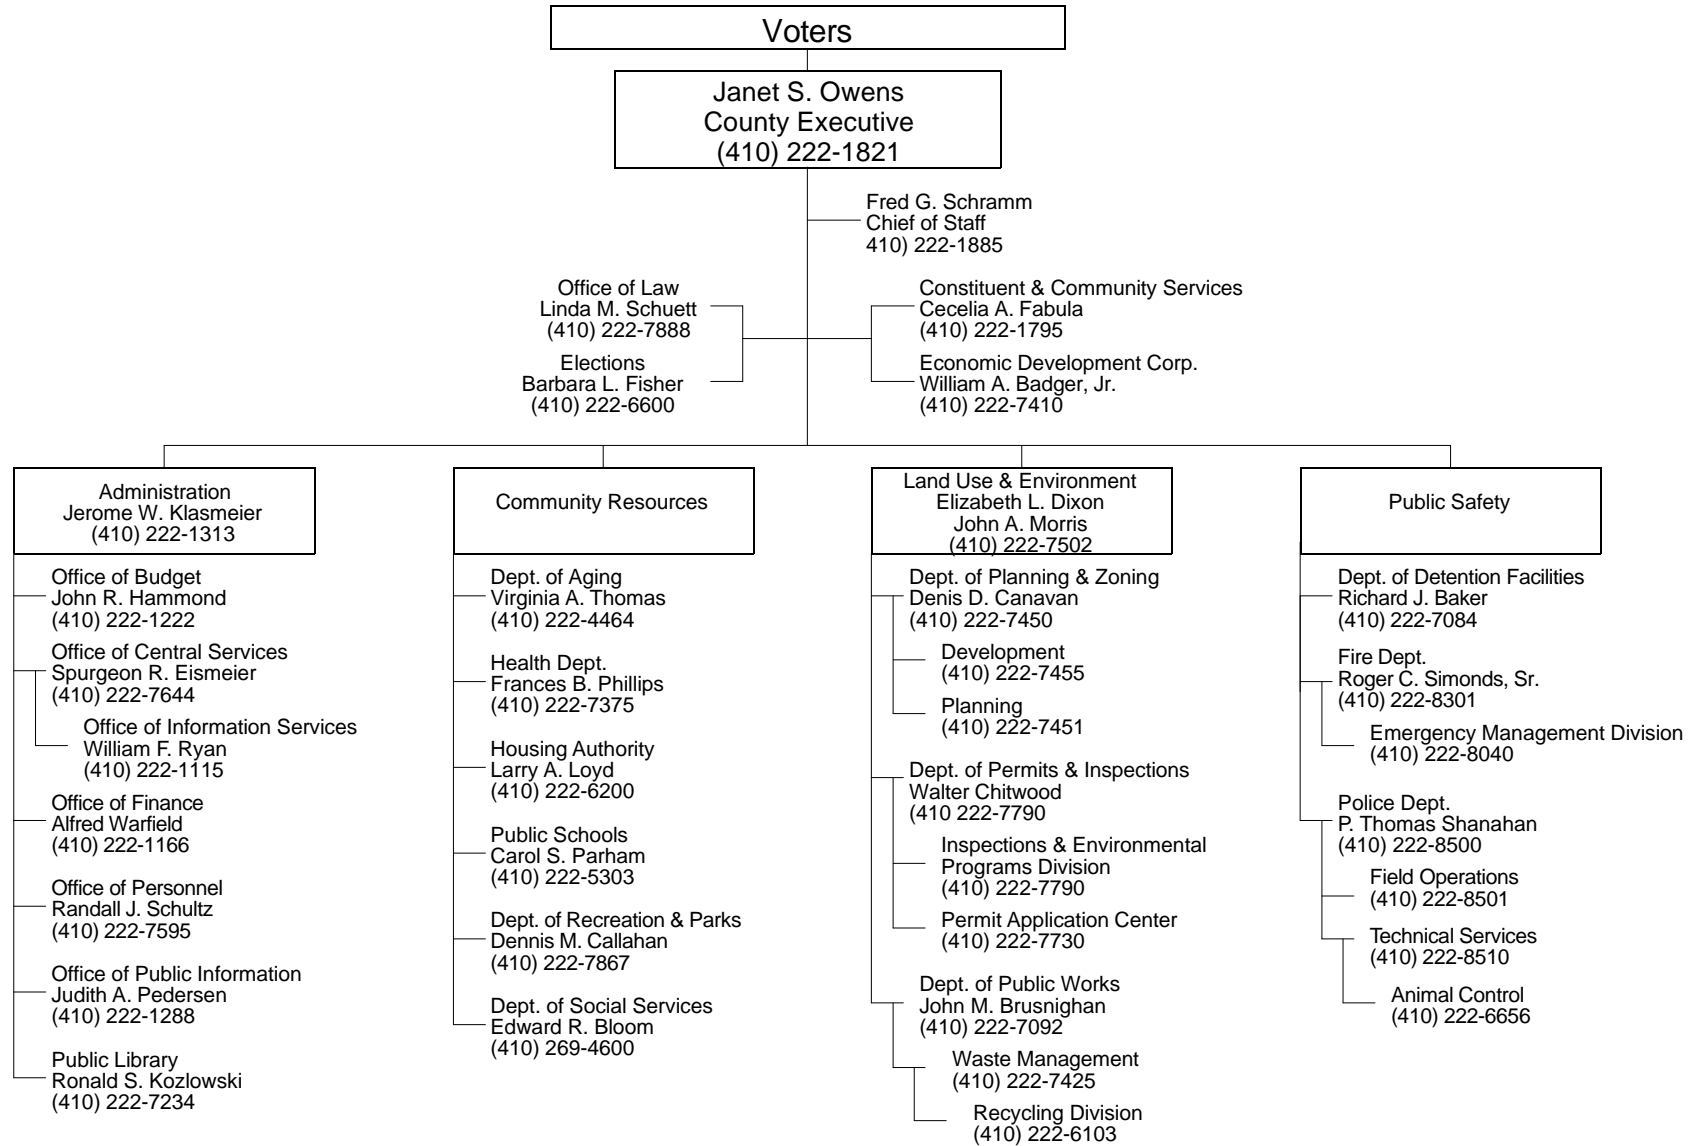 Voters
Janet S. Owens
County Executive
(410) 222-1821
Fred G. Schramm
Chief of Staff
410) 222-1885
Office of Law
Linda M. Schuett
(410) 222-7888
Elections
Barbara L. Fisher
(410) 222-6600
Constituent & Community Services
Cecelia A. Fabula
(410) 222-1795
Economic Development Corp.
William A. Badger, Jr.
(410) 222-7410
Administration
Jerome W. Klasmeier
(410) 222-1313
Office of Budget
John R. Hammond
(410) 222-1222
Office of Central Services
Spurgeon R. Eismeier
(410) 222-7644
Office of Information Services
William F. Ryan
(410) 222-1115
Office of Finance
Alfred Warfield
(410) 222-1166
Office of Personnel
Randall J. Schultz
(410) 222-7595
Office of Public Information
Judith A. Pedersen
(410) 222-1288
Public Library
Ronald S. Kozlowski
(410) 222-7234
Community Resources
Dept. of Aging
Virginia A. Thomas
(410) 222-4464
Health Dept.
Frances B. Phillips
(410) 222-7375
Housing Authority
Larry A. Loyd
(410) 222-6200
Public Schools
Carol S. Parham
(410) 222-5303
Dept. of Recreation & Parks
Dennis M. Callahan
(410) 222-7867
Dept. of Social Services
Edward R. Bloom
(410) 269-4600
Land Use & Environment
Elizabeth L. Dixon
John A. Morris
(410) 222-7502
Dept. of Planning & Zoning
Denis D. Canavan
(410) 222-7450
Development
(410) 222-7455
Planning
(410) 222-7451
Dept. of Permits & Inspections
Walter Chitwood
(410 222-7790
Inspections & Environmental
Programs Division
(410) 222-7790
Permit Application Center
(410) 222-7730
Dept. of Public Works
John M. Brusnighan
(410) 222-7092
Waste Management
(410) 222-7425
Recycling Division
(410) 222-6103
Public Safety
Dept. of Detention Facilities
Richard J. Baker
(410) 222-7084
Fire Dept.
Roger C. Simonds, Sr.
(410) 222-8301
Emergency Management Division
(410) 222-8040
Police Dept.
P. Thomas Shanahan
(410) 222-8500
Field Operations
(410) 222-8501
Technical Services
(410) 222-8510
Animal Control
(410) 222-6656